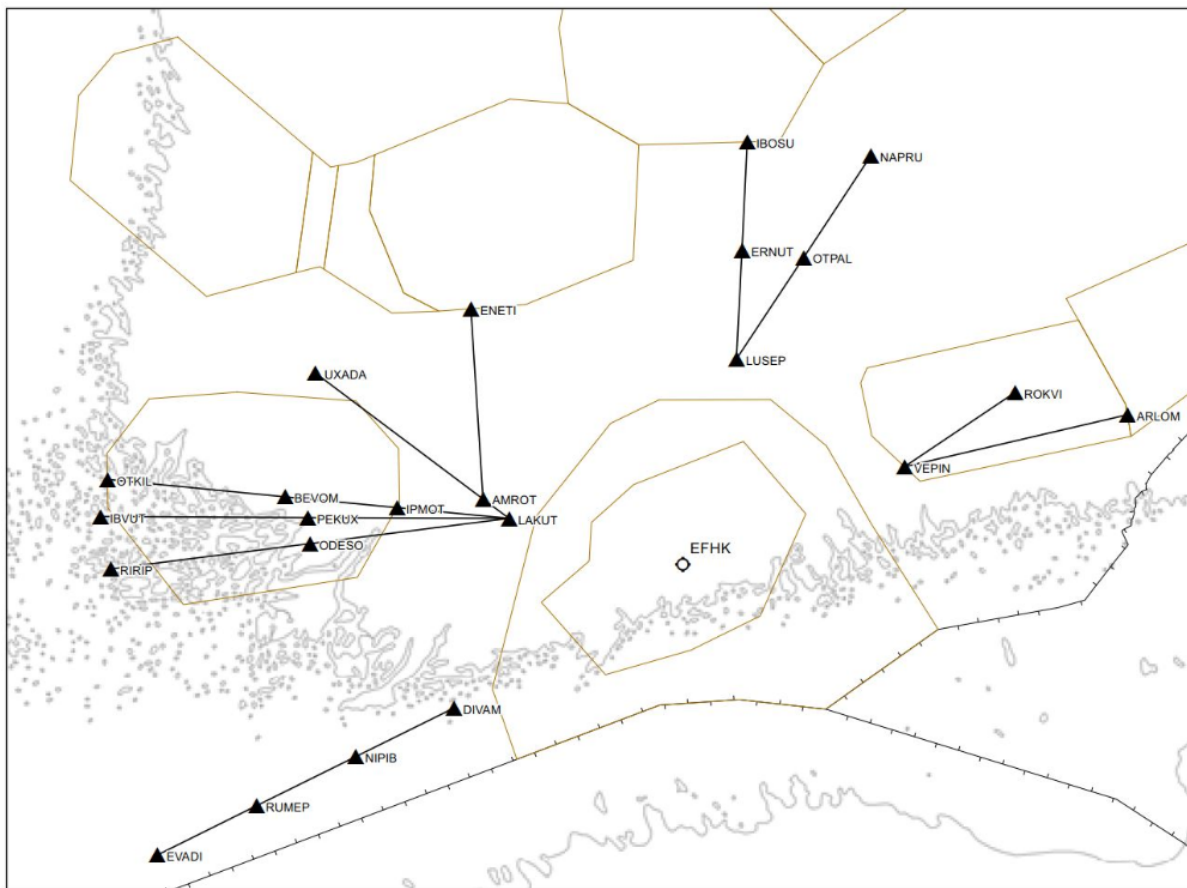 IBOSU
NAPRU
ERNUT
OTPAL
ENETI
LUSEP
UXADA
ROKVI
ARLOM
VEPIN
OTKIL
BEVOM
AMROT
IPMOT
IBVUT
PEKUX
LAKUT
ODESO
EFHK
RIRIP
DIVAM
NIPIB
RUMEP
EVADI